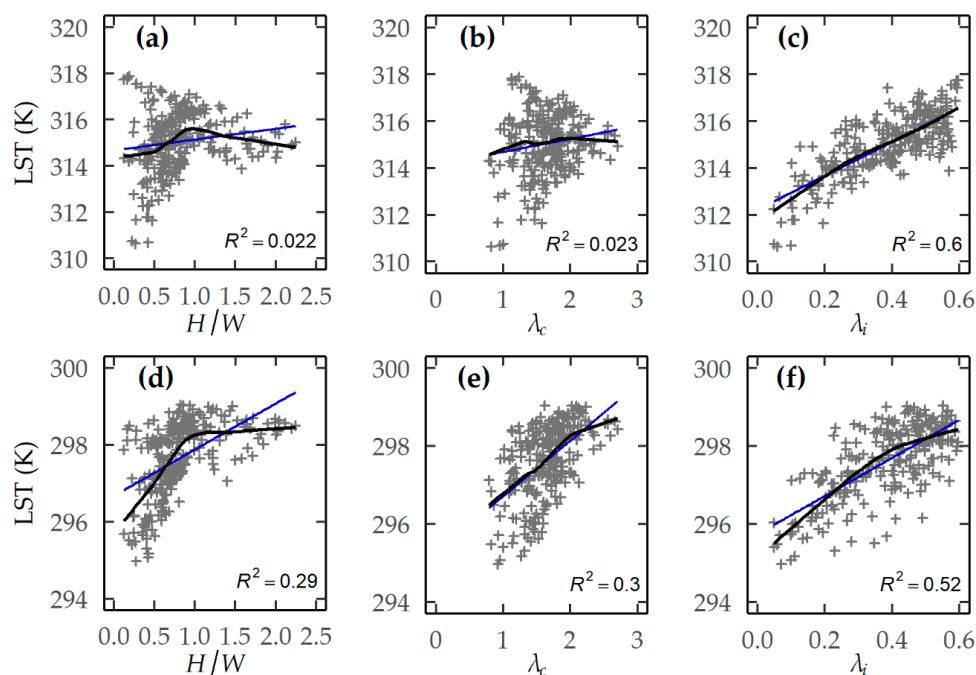 (a)
(b)
(c)
LST (K)
320
318
316
314
312
310
320
318
316
314
312
310
320
318
316
314
312
310
R² = 0.022
R² = 0.023
R² = 0.6
0.0 0.5 1.0 1.5 2.0 2.5
0 1 2 3
0.0 0.2 0.4 0.6
H/W
λc
λi
(d)
(e)
(f)
LST (K)
300
298
296
294
300
298
296
294
300
298
296
294
R² = 0.29
R² = 0.3
R² = 0.52
0.0 0.5 1.0 1.5 2.0 2.5
0 1 2 3
0.0 0.2 0.4 0.6
H/W
λc
λi